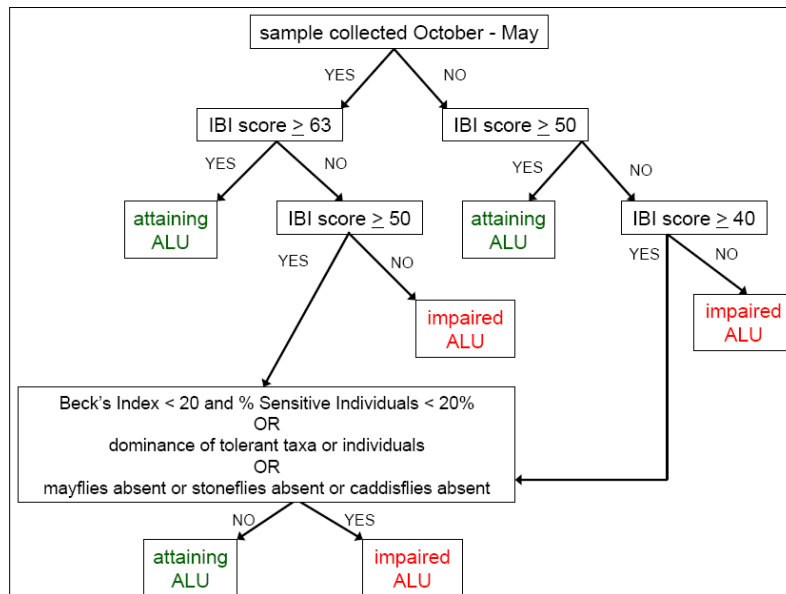 sample collected October - May
YES
NO
IBI score ≥ 63
IBI score ≥ 50
YES
NO
YES
NO
attaining
ALU
IBI score ≥ 50
attaining
ALU
IBI score ≥ 40
YES
NO
YES
NO
impaired
ALU
impaired
ALU
Beck's Index < 20 and % Sensitive Individuals < 20%
OR
dominance of tolerant taxa or individuals
OR
mayflies absent or stoneflies absent or caddisflies absent
NO
YES
attaining
ALU
impaired
ALU